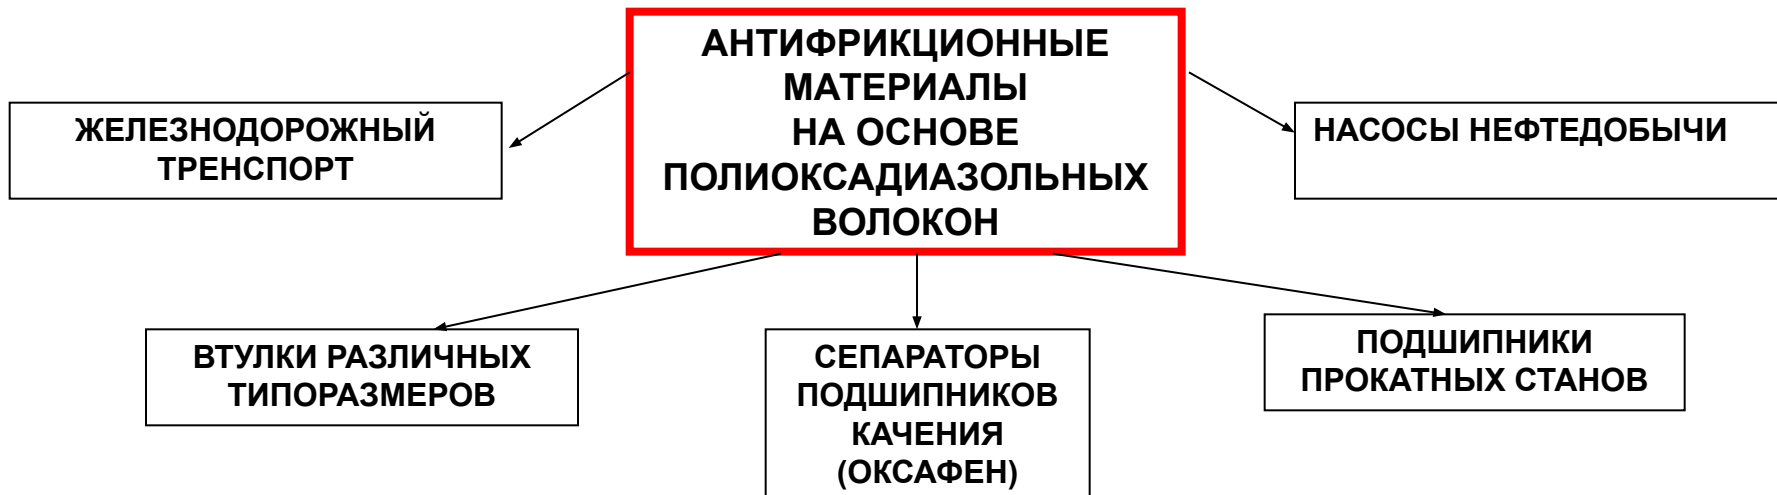 АНТИФРИКЦИОННЫЕ
МАТЕРИАЛЫ
НА ОСНОВЕ
ПОЛИОКСАДИАЗОЛЬНЫХ
ВОЛОКОН
ЖЕЛЕЗНОДОРОЖНЫЙ
ТРЕНСПОРТ
НАСОСЫ НЕФТЕДОБЫЧИ
ВТУЛКИ РАЗЛИЧНЫХ
ТИПОРАЗМЕРОВ
СЕПАРАТОРЫ
ПОДШИПНИКОВ
КАЧЕНИЯ
(ОКСАФЕН)
ПОДШИПНИКИ
ПРОКАТНЫХ СТАНОВ